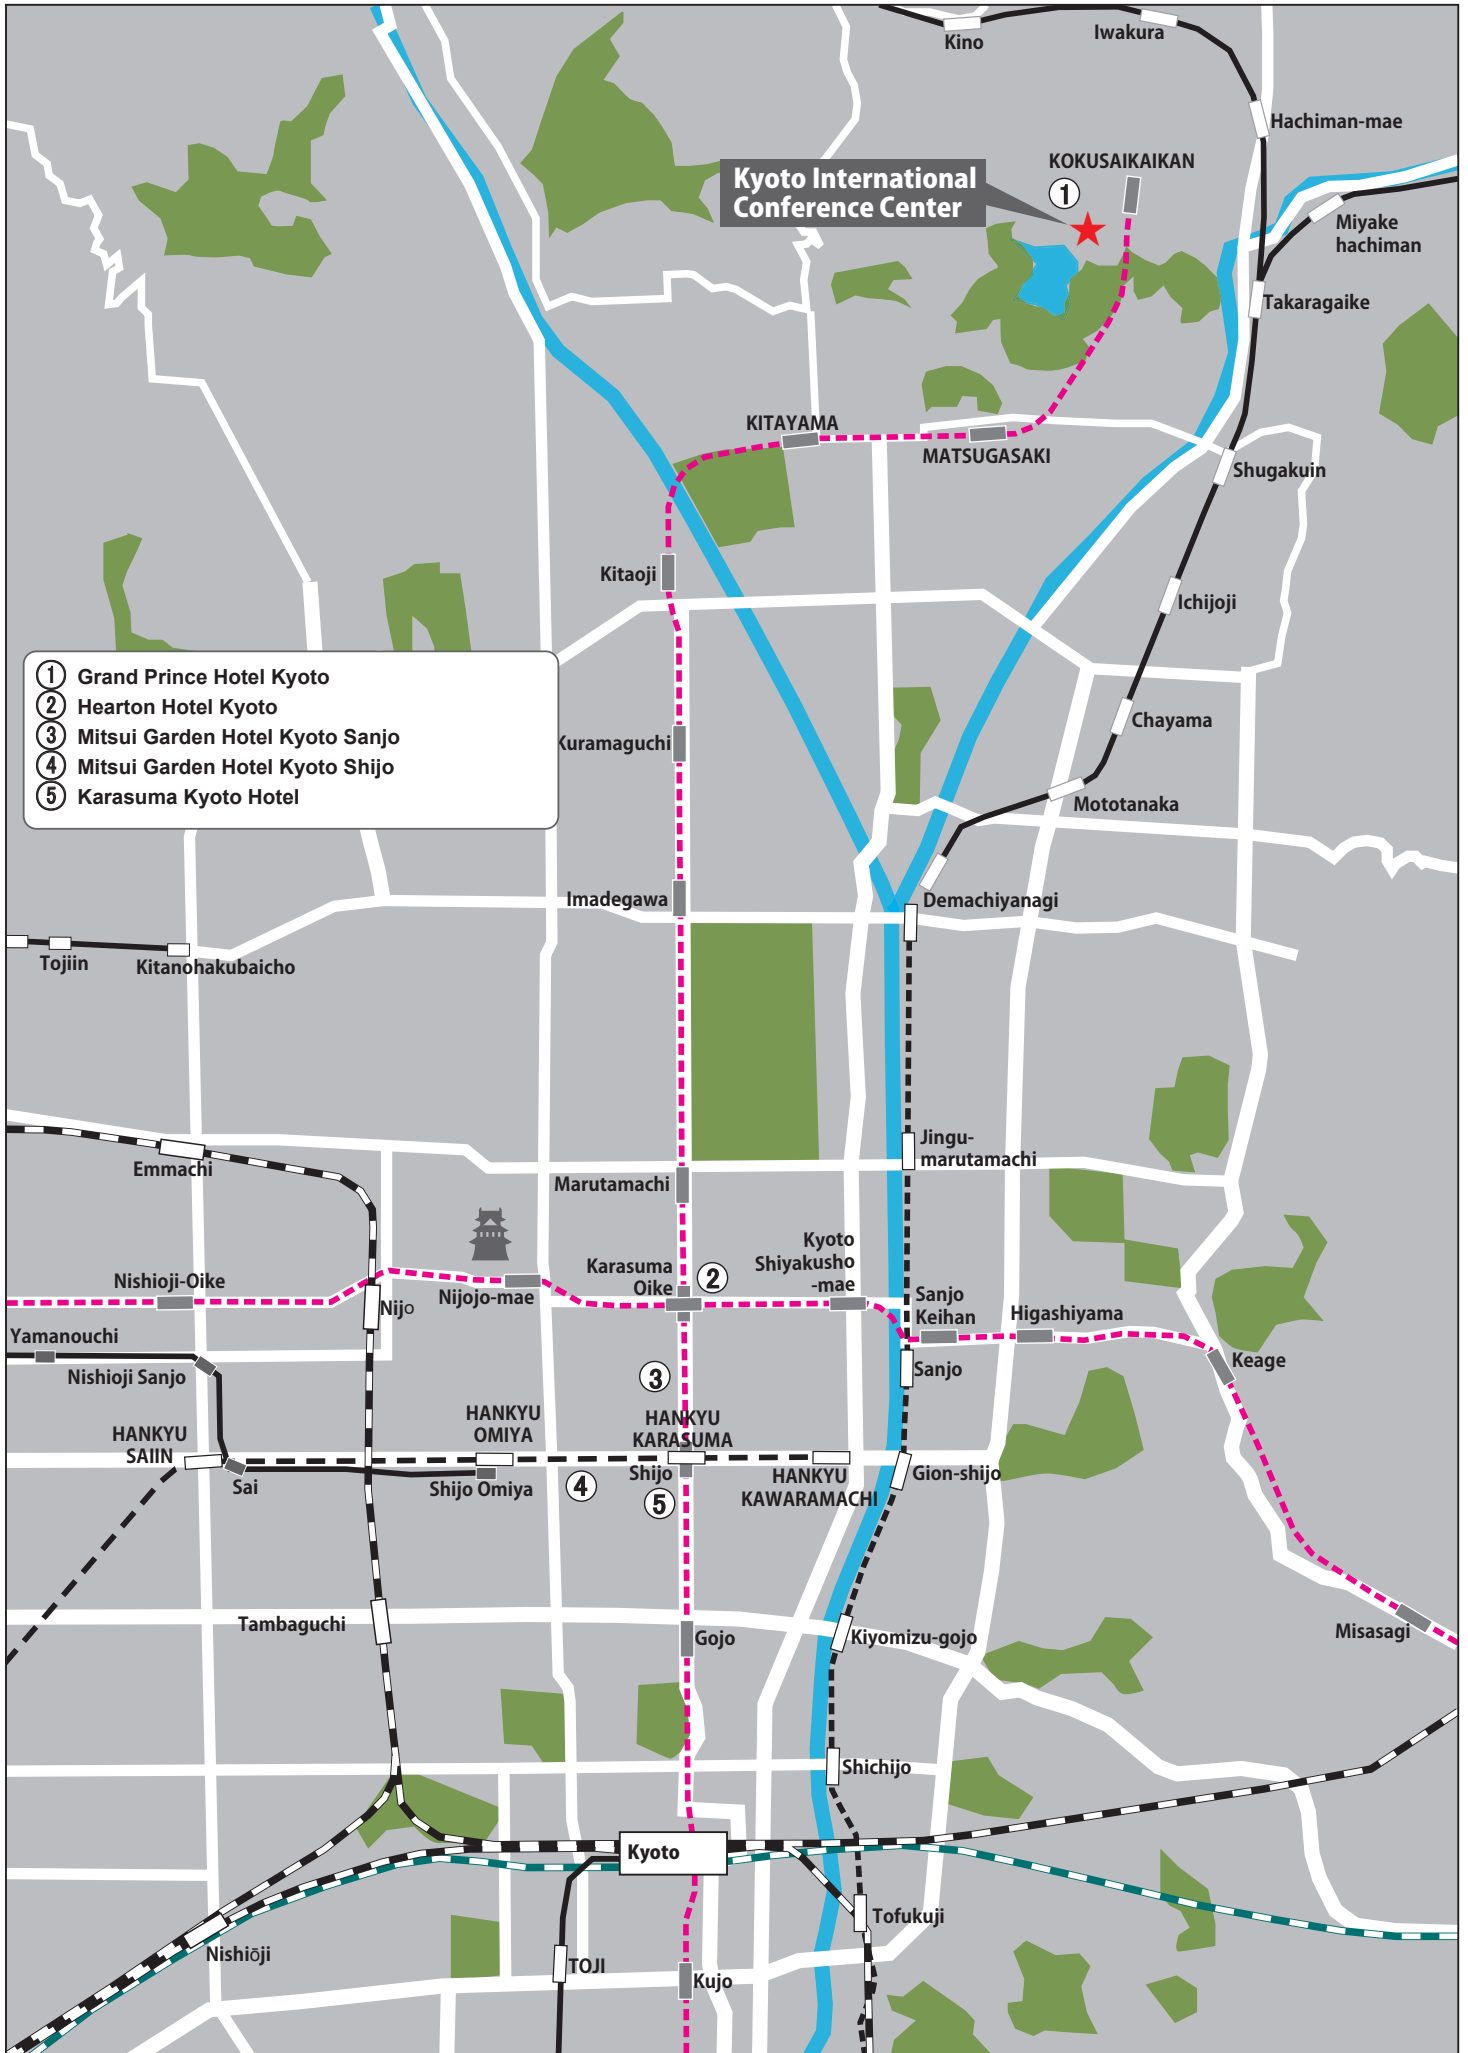 Kino
Iwakura
Hachiman-mae
KOKUSAIKAIKAN
Kyoto International
Conference Center
1
Miyake
hachiman
Takaragaike
KITAYAMA
MATSUGASAKI
Shugakuin
Kitaoji
Ichijoji
1 Grand Prince Hotel Kyoto
2 Hearton Hotel Kyoto
3 Mitsui Garden Hotel Kyoto Sanjo
4 Mitsui Garden Hotel Kyoto Shijo
5 Karasuma Kyoto Hotel
Kuramaguchi
Chayama
Mototanaka
Imadegawa
Demachiyanagi
Tojiin
Kitanohakubaicho
Emmachi
Jingu-
marutamachi
Marutamachi
Nishioji-Oike
Nijojo-mae
Karasuma
Oike
2
Kyoto
Shiyakusho
-mae
Nijo
Sanjo
Keihan
Higashiyama
Yamanouchi
Nishioji Sanjo
3
Sanjo
Keage
HANKYU
SAIIN
HANKYU
OMIYA
HANKYU
KARASUMA
Sai
Shijo Omiya
4
Shijo
5
HANKYU
KAWARAMACHI
Gion-shijo
Tambaguchi
Gojo
Kiyomizu-gojo
Misasagi
Shichijo
Kyoto
Nishiōji
TOJI
Kujo
Tofukuji